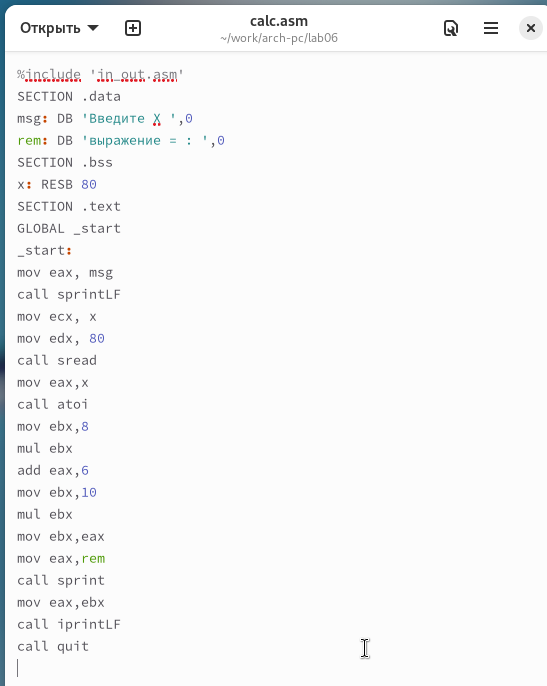 Открыть
calc.asm
~/work/arch-pc/lab06
%include 'in_out.asm'
SECTION .data
msg: DB 'Введите X ',0
rem: DB 'выражение = : ',0
SECTION .bss
x: RESB 80
SECTION .text
GLOBAL _start
_start:
mov eax, msg
call sprintLF
mov ecx, x
mov edx, 80
call sread
mov eax,x
call atoi
mov ebx,8
mul ebx
add eax,6
mov ebx,10
mul ebx
mov ebx,eax
mov eax,rem
call sprint
mov eax,ebx
call iprintLF
call quit